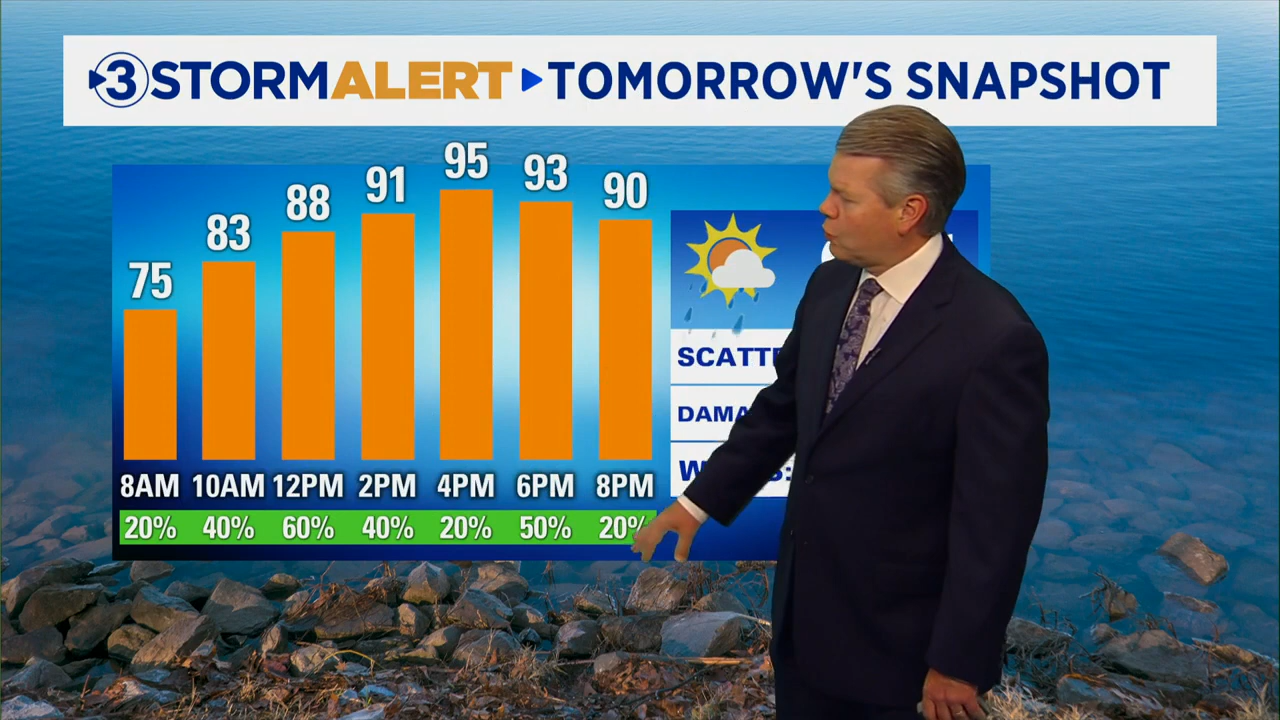 3 STORMALERT TOMORROW'S SNAPSHOT
75 83 88 91 95 93 90
8AM 10AM 12PM 2PM 4PM 6PM 8PM
20% 40% 60% 40% 20% 50% 20%